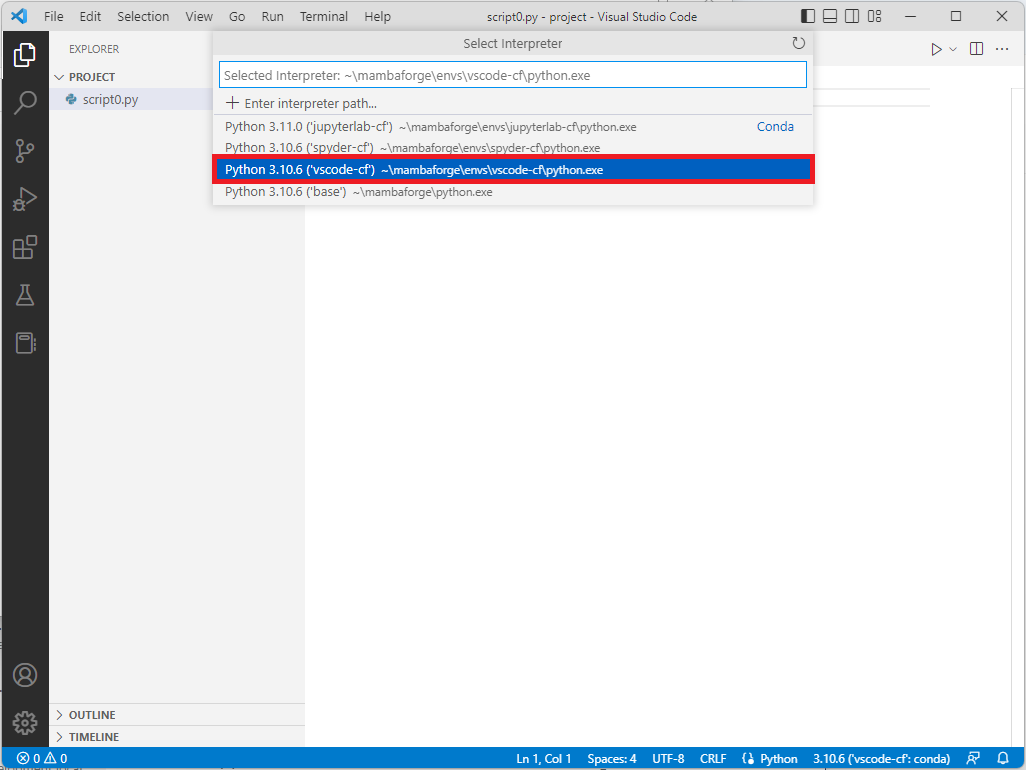 File Edit Selection View Go Run Terminal Help script0.py - project - Visual Studio Code
EXPLORER
PROJECT
script0.py
Select Interpreter
Selected Interpreter: ~\mambaforge\envs\vscode-cf\python.exe
Enter interpreter path...
Python 3.11.0 ('jupyterlab-cf') ~\mambaforge\envs\jupyterlab-cf\python.exe Conda
Python 3.10.6 ('spyder-cf') ~\mambaforge\envs\spyder-cf\python.exe
Python 3.10.6 ('vscode-cf') ~\mambaforge\envs\vscode-cf\python.exe
Python 3.10.6 ('base') ~\mambaforge\python.exe
OUTLINE
TIMELINE
0 0 Ln 1, Col 1 Spaces: 4 UTF-8 CRLF Python 3.10.6 ('vscode-cf': conda)